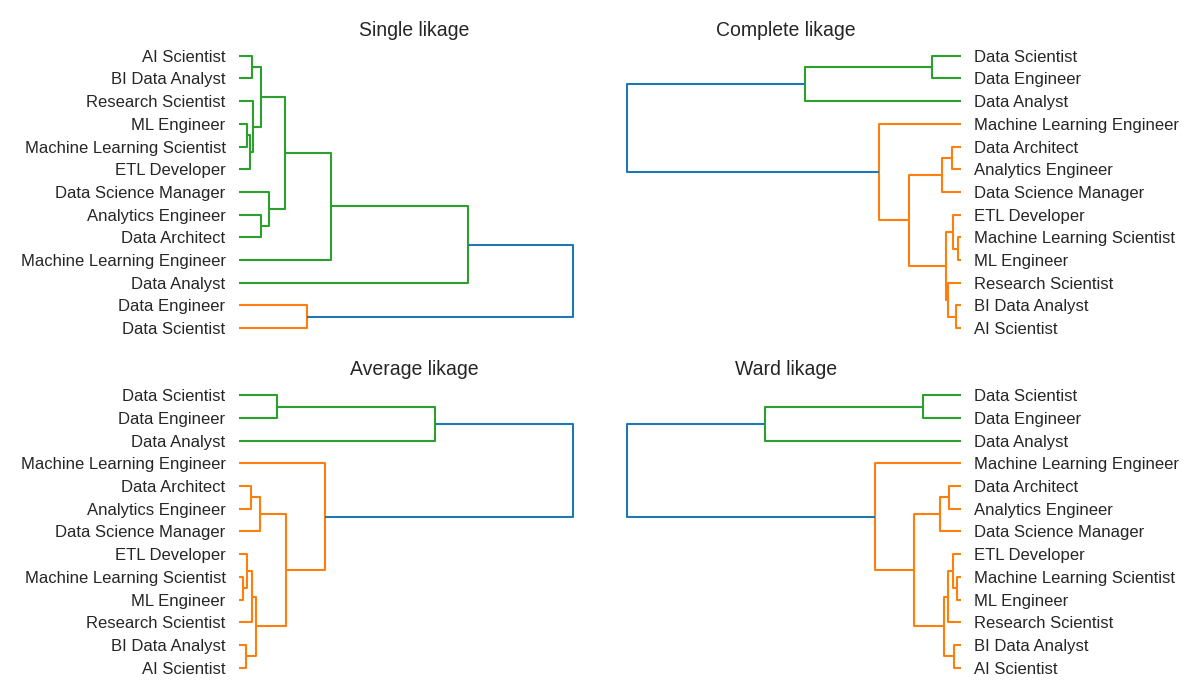 Single likage
AI Scientist
BI Data Analyst
Research Scientist
ML Engineer
Machine Learning Scientist
ETL Developer
Data Science Manager
Analytics Engineer
Data Architect
Machine Learning Engineer
Data Analyst
Data Engineer
Data Scientist
Complete likage
Data Scientist
Data Engineer
Data Analyst
Machine Learning Engineer
Data Architect
Analytics Engineer
Data Science Manager
ETL Developer
Machine Learning Scientist
ML Engineer
Research Scientist
BI Data Analyst
AI Scientist
Average likage
Data Scientist
Data Engineer
Data Analyst
Machine Learning Engineer
Data Architect
Analytics Engineer
Data Science Manager
ETL Developer
Machine Learning Scientist
ML Engineer
Research Scientist
BI Data Analyst
AI Scientist
Ward likage
Data Scientist
Data Engineer
Data Analyst
Machine Learning Engineer
Data Architect
Analytics Engineer
Data Science Manager
ETL Developer
Machine Learning Scientist
ML Engineer
Research Scientist
BI Data Analyst
AI Scientist